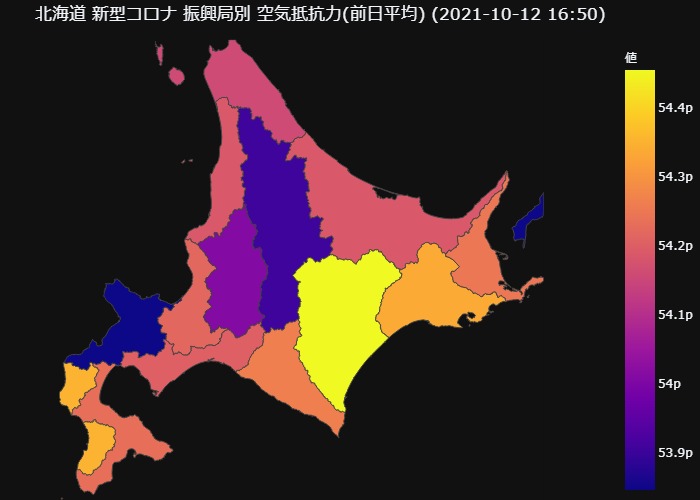 北海道 新型コロナ 振興局別 空気抵抗力(前日平均) (2021-10-12 16:50)
値
54.4p
54.3p
54.2p
54.1p
54p
53.9p